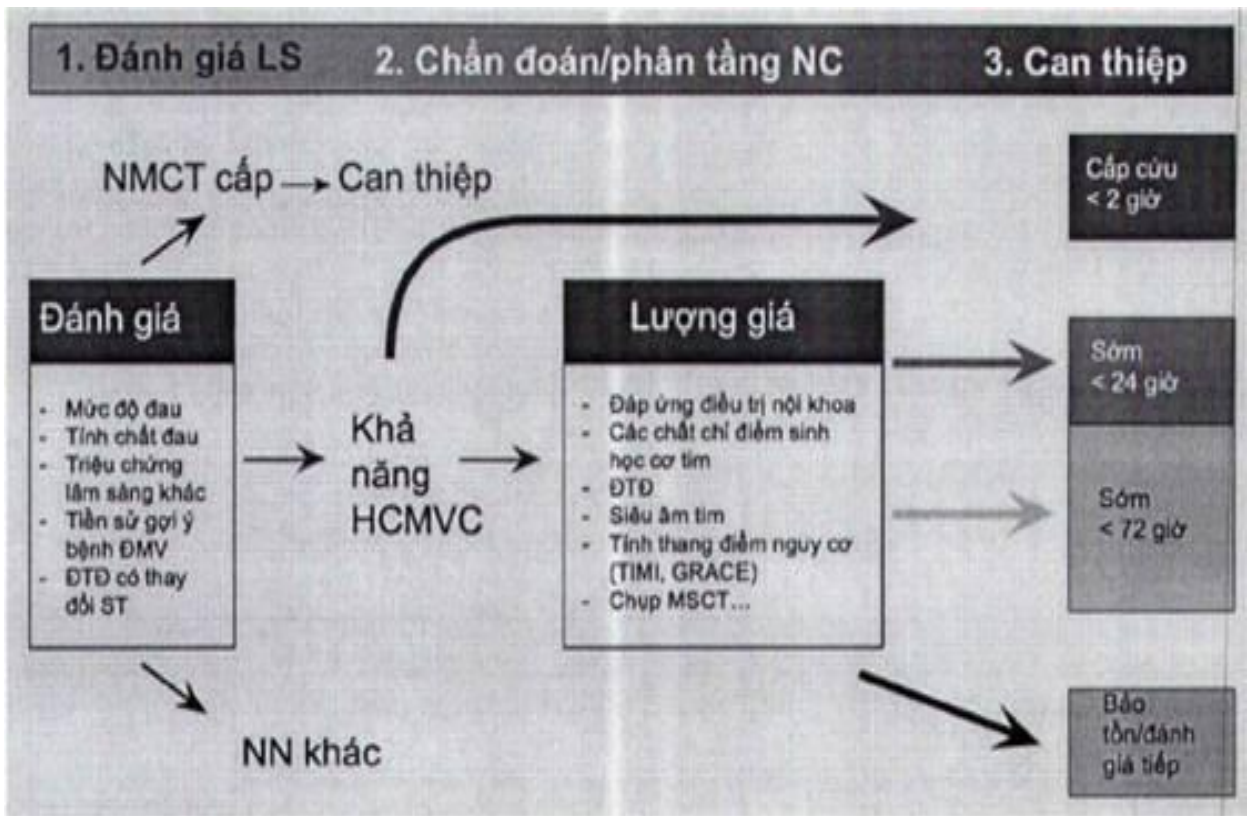 1. Đánh giá LS
2. Chẩn đoán/phân tầng NC
3. Can thiệp
NMCT cấp
Can thiệp
Đánh giá
- Mức độ đau
- Tính chất đau
- Triệu chứng
lâm sàng khác
- Tiền sử gợi ý
bệnh ĐMV
- ĐTĐ có thay
đổi ST
NN khác
Khả
năng
HCMVC
Lượng giá
- Đáp ứng điều trị nội khoa
- Các chất chỉ điểm sinh
học cơ tim
- ĐTĐ
- Siêu âm tim
- Tính thang điểm nguy cơ
(TIMI, GRACE)
- Chụp MSCT...
Cấp cứu
< 2 giờ
Sớm
< 24 giờ
Sớm
< 72 giờ
Bảo
tồn/đánh
giá tiếp